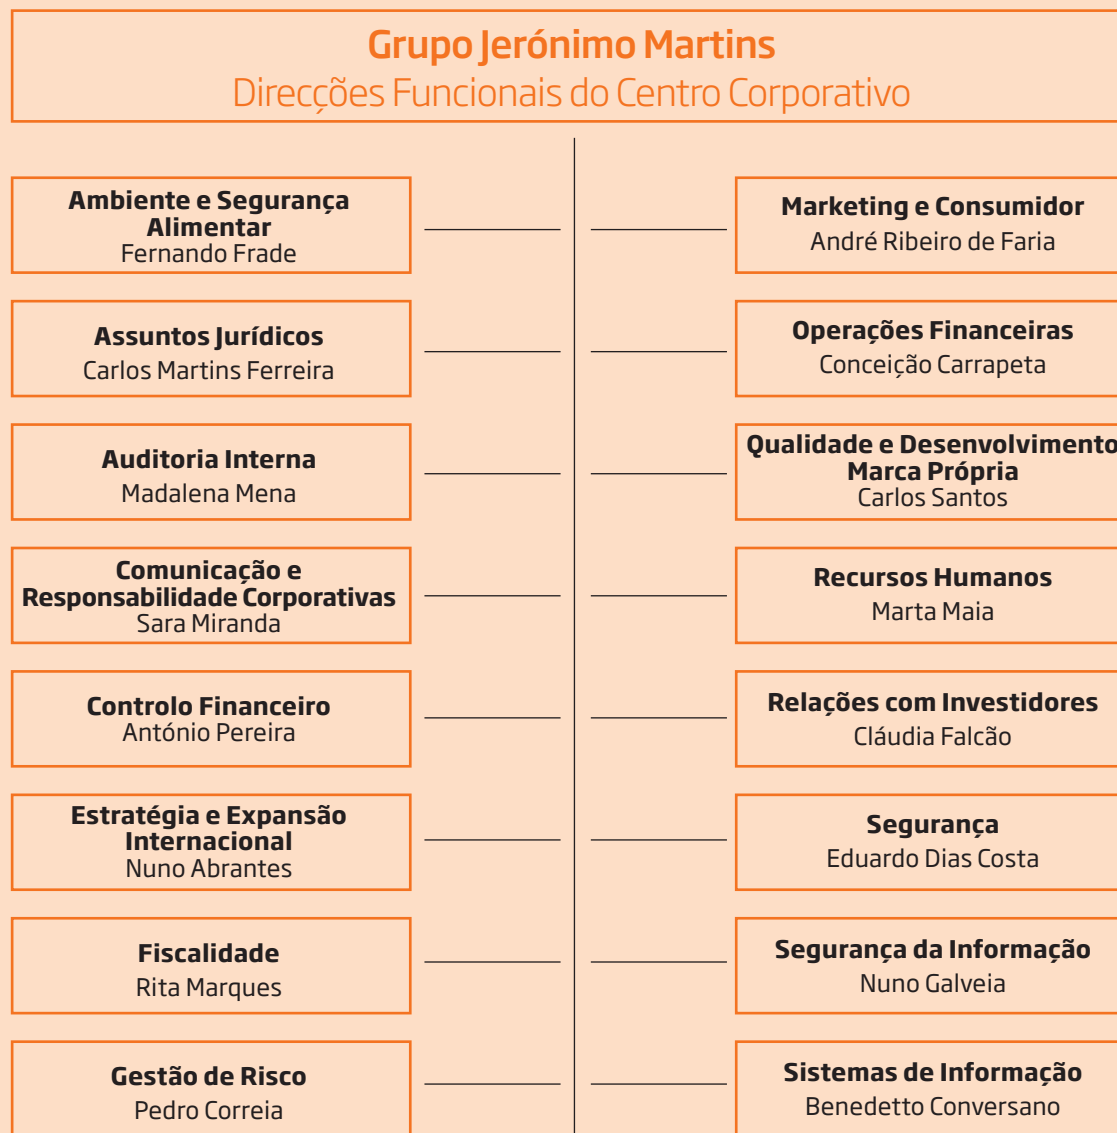 Grupo Jerónimo Martins
Direcções Funcionais do Centro Corporativo
Ambiente e Segurança
Alimentar
Fernando Frade
Assuntos Jurídicos
Carlos Martins Ferreira
Auditoria Interna
Madalena Mena
Comunicação e
Responsabilidade Corporativas
Sara Miranda
Controlo Financeiro
António Pereira
Estratégia e Expansão
Internacional
Nuno Abrantes
Fiscalidade
Rita Marques
Gestão de Risco
Pedro Correia
Marketing e Consumidor
André Ribeiro de Faria
Operações Financeiras
Conceição Carrapeta
Qualidade e Desenvolvimento
Marca Própria
Carlos Santos
Recursos Humanos
Marta Maia
Relações com Investidores
Cláudia Falcão
Segurança
Eduardo Dias Costa
Segurança da Informação
Nuno Galveia
Sistemas de Informação
Benedetto Conversano